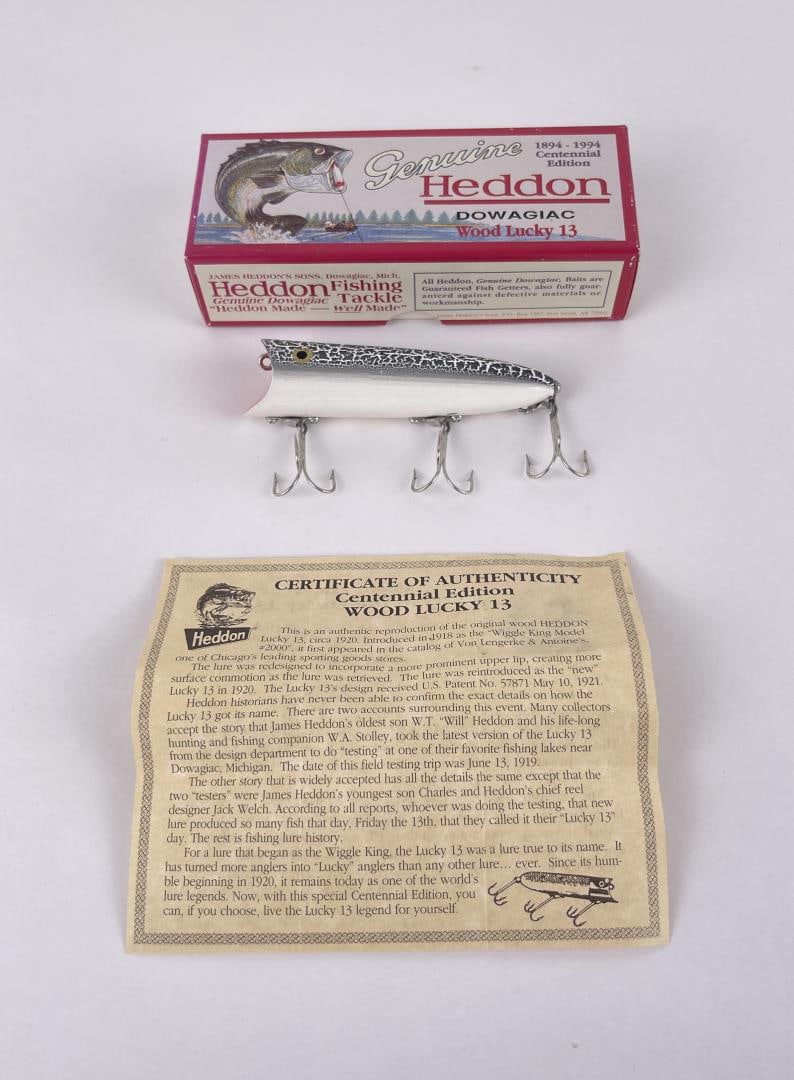 Genuine
1894 - 1994
Centennial
Edition
Heddon
DOWAGIAC
Wood Lucky 13
JAMES HEDDON'S SONS, Dowagiac, Mich.
Heddon Fishing
Genuine Dowagiac Tackle
"Heddon Made — Well Made"
All Heddon, Genuine Dowagiac, Baits are
Guaranteed Fish Getters, also fully guar-
anteed against defective materials or
workmanship.
James Heddon's Sons, P.O. Box 1587, Fort Smith, AR 72902
Heddon
CERTIFICATE OF AUTHENTICITY
Centennial Edition
WOOD LUCKY 13
This is an authentic reproduction of the original wood HEDDON
Lucky 13, circa 1920. Introduced in 1918 as the "Wiggle King Model
#2000", it first appeared in the catalog of Von Lengerke & Antoine's,
one of Chicago's leading sporting goods stores.
The lure was redesigned to incorporate a more prominent upper lip, creating more
surface commotion as the lure was retrieved. The lure was reintroduced as the "new"
Lucky 13 in 1920. The Lucky 13's design received U.S. Patent No. 57871 May 10, 1921.
Heddon historians have never been able to confirm the exact details on how the
Lucky 13 got its name. There are two accounts surrounding this event. Many collectors
accept the story that James Heddon's oldest son W.T. "Will" Heddon and his life-long
hunting and fishing companion W.A. Stolley, took the latest version of the Lucky 13
from the design department to do "testing" at one of their favorite fishing lakes near
Dowagiac, Michigan. The date of this field testing trip was June 13, 1919.
The other story that is widely accepted has all the details the same except that the
two "testers" were James Heddon's youngest son Charles and Heddon's chief reel
designer Jack Welch. According to all reports, whoever was doing the testing, that new
lure produced so many fish that day, Friday the 13th, that they called it their "Lucky 13"
day. The rest is fishing lure history.
For a lure that began as the Wiggle King, the Lucky 13 was a lure true to its name. It
has turned more anglers into "Lucky" anglers than any other lure... ever. Since its hum-
ble beginning in 1920, it remains today as one of the world's
lure legends. Now, with this special Centennial Edition, you
can, if you choose, live the Lucky 13 legend for yourself.